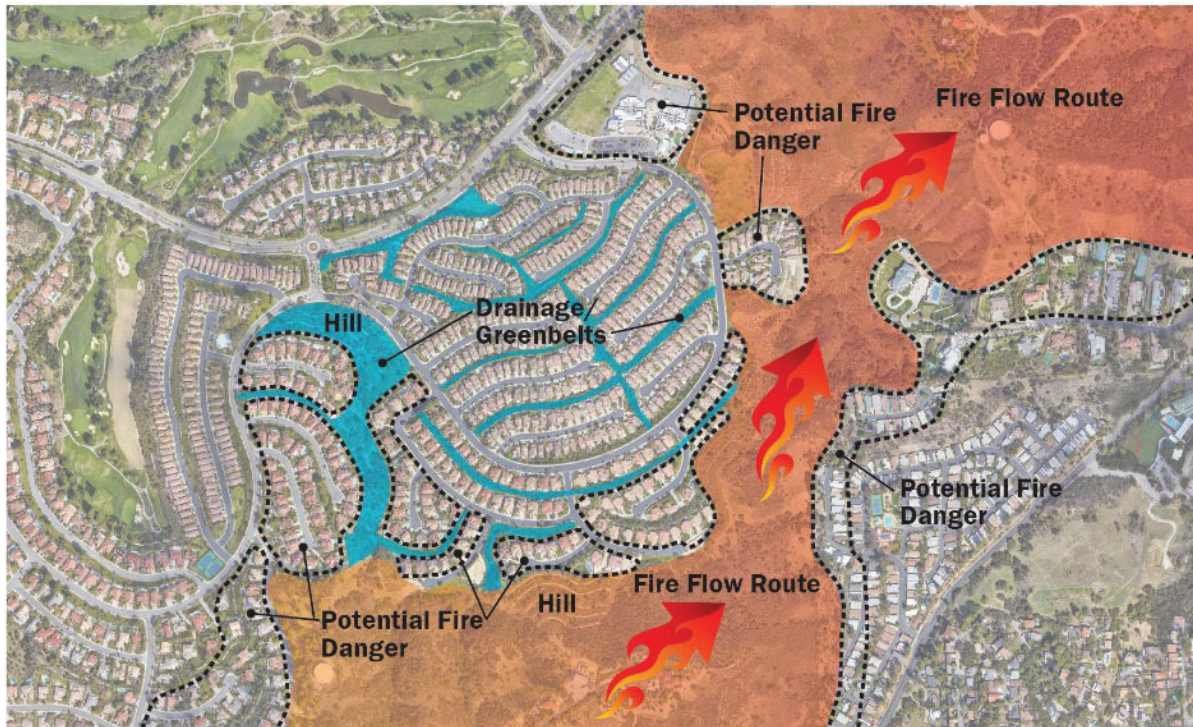 Potential Fire
Danger
Fire Flow Route
Hill
Drainage
Greenbelts
Potential Fire
Danger
Fire Flow Route
Hill
Potential Fire
Danger